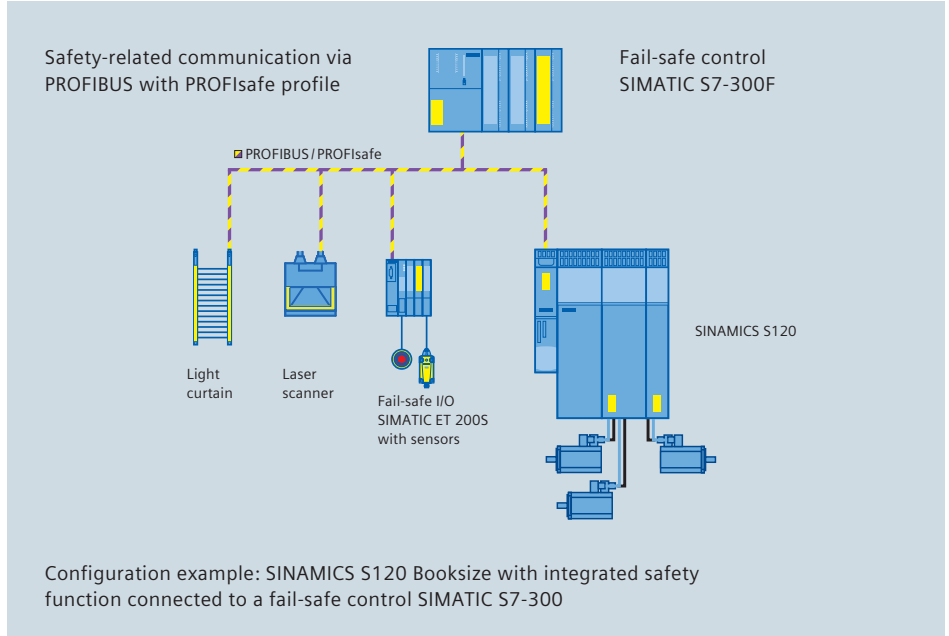 Safety-related communication via
PROFIBUS with PROFIsafe profile
Fail-safe control
SIMATIC S7-300F
PROFIBUS/PROFIsafe
SINAMICS S120
Light
curtain
Laser
scanner
Fail-safe I/O
SIMATIC ET 200S
with sensors
Configuration example: SINAMICS S120 Booksize with integrated safety
function connected to a fail-safe control SIMATIC S7-300